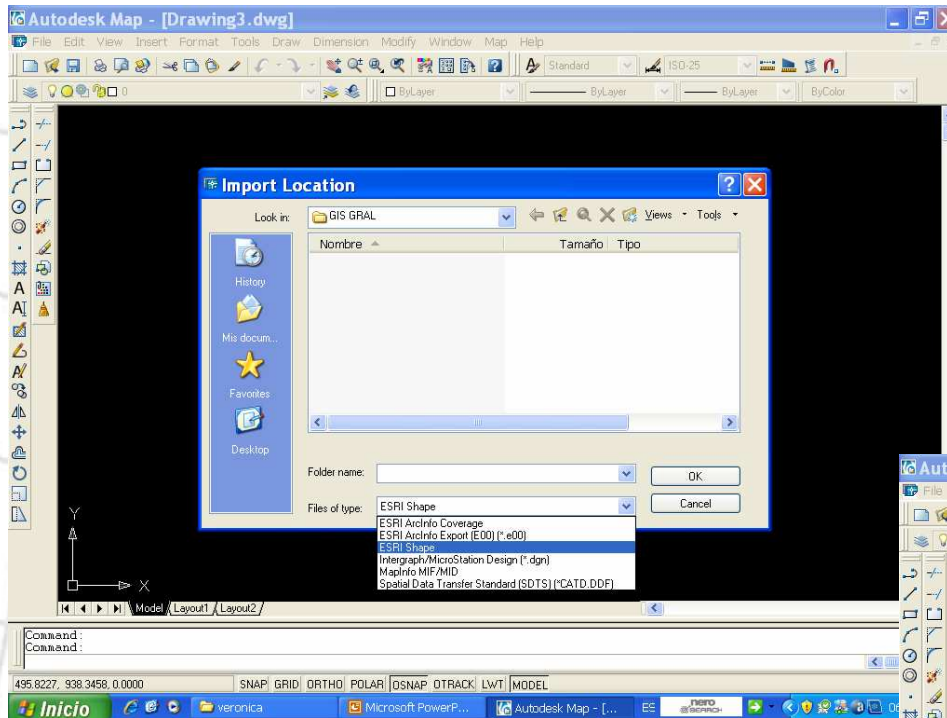 Autodesk Map - [Drawing3.dwg]
File Edit View Insert Format Tools Draw Dimension Modify Window Map Help
Standard ISO-25
0 ByLayer ByLayer ByLayer ByColor
Import Location
Look in: GIS GRAL Views Tools
Nombre Tamaño Tipo
History
Mis docum...
Favorites
Desktop
Folder name: OK
Files of type: ESRI Shape Cancel
ESRI ArcInfo Coverage
ESRI ArcInfo Export (E00) (*.e00)
ESRI Shape
Intergraph/MicroStation Design (*.dgn)
MapInfo MIF/MID
Spatial Data Transfer Standard (SDTS) (*CATD.DDF)
Aut
File
Y
X
Model Layout1 Layout2
Command:
Command:
495.8227, 938.3458, 0.0000 SNAP GRID ORTHO POLAR OSNAP OTRACK LWT MODEL
Inicio veronica Microsoft PowerP... Autodesk Map - [... ES nero